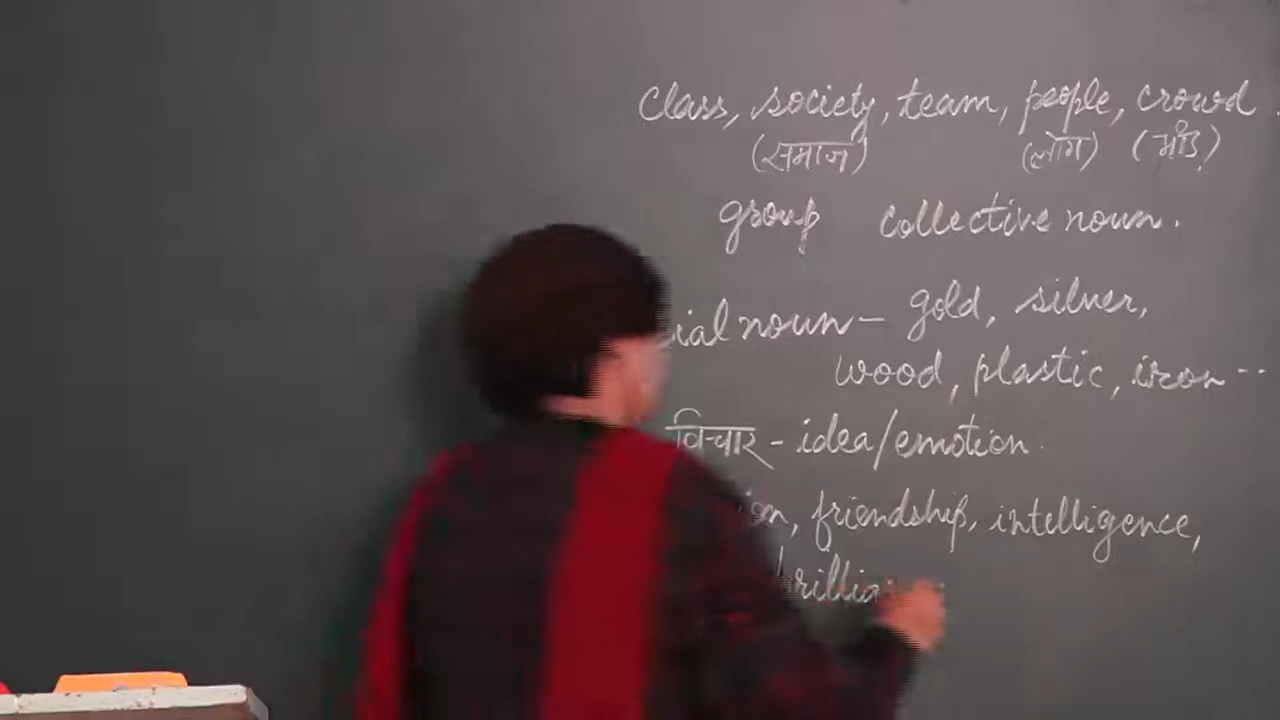 class, society, team, people, crowd
(समाज) (लोग) (भीड़)
group collective noun.
ial noun - gold, silver,
wood, plastic, iron --
विचार - idea/emotion.
en, friendship, intelligence,
brillia